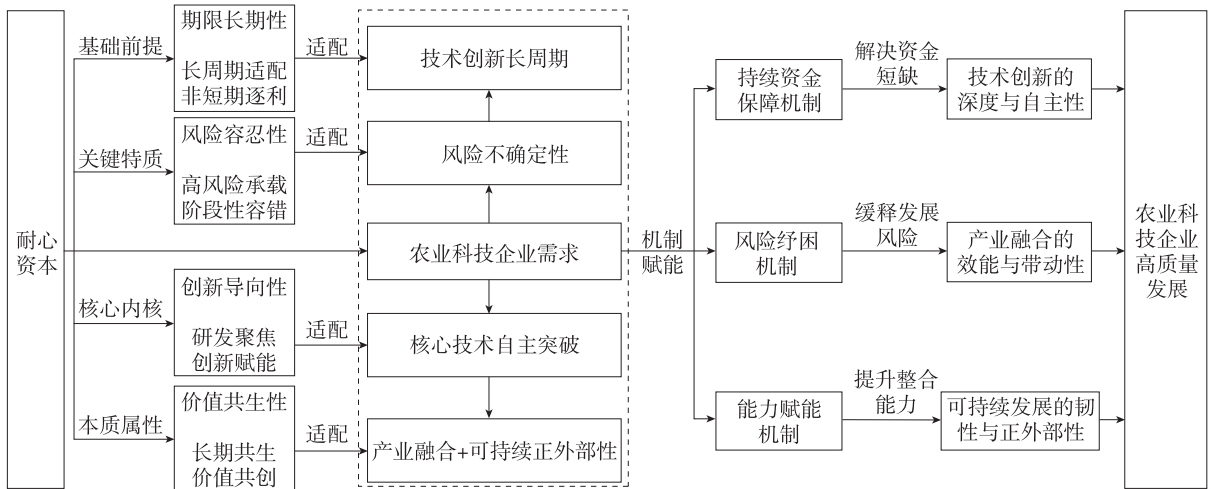 耐心
资本
基础前提
期限长期性
长周期适配
非短期逐利
适配
技术创新长周期
关键特质
风险容忍性
高风险承载
阶段性容错
适配
风险不确定性
农业科技企业需求
核心内核
创新导向性
研发聚焦
创新赋能
适配
核心技术自主突破
本质属性
价值共生性
长期共生
价值共创
适配
产业融合+可持续正外部性
机制
赋能
持续资金
保障机制
解决资金
短缺
技术创新的
深度与自主性
风险纾困
机制
缓释发展
风险
产业融合的
效能与带动性
能力赋能
机制
提升整合
能力
可持续发展的韧
性与正外部性
农业科
技企业
高质量
发展